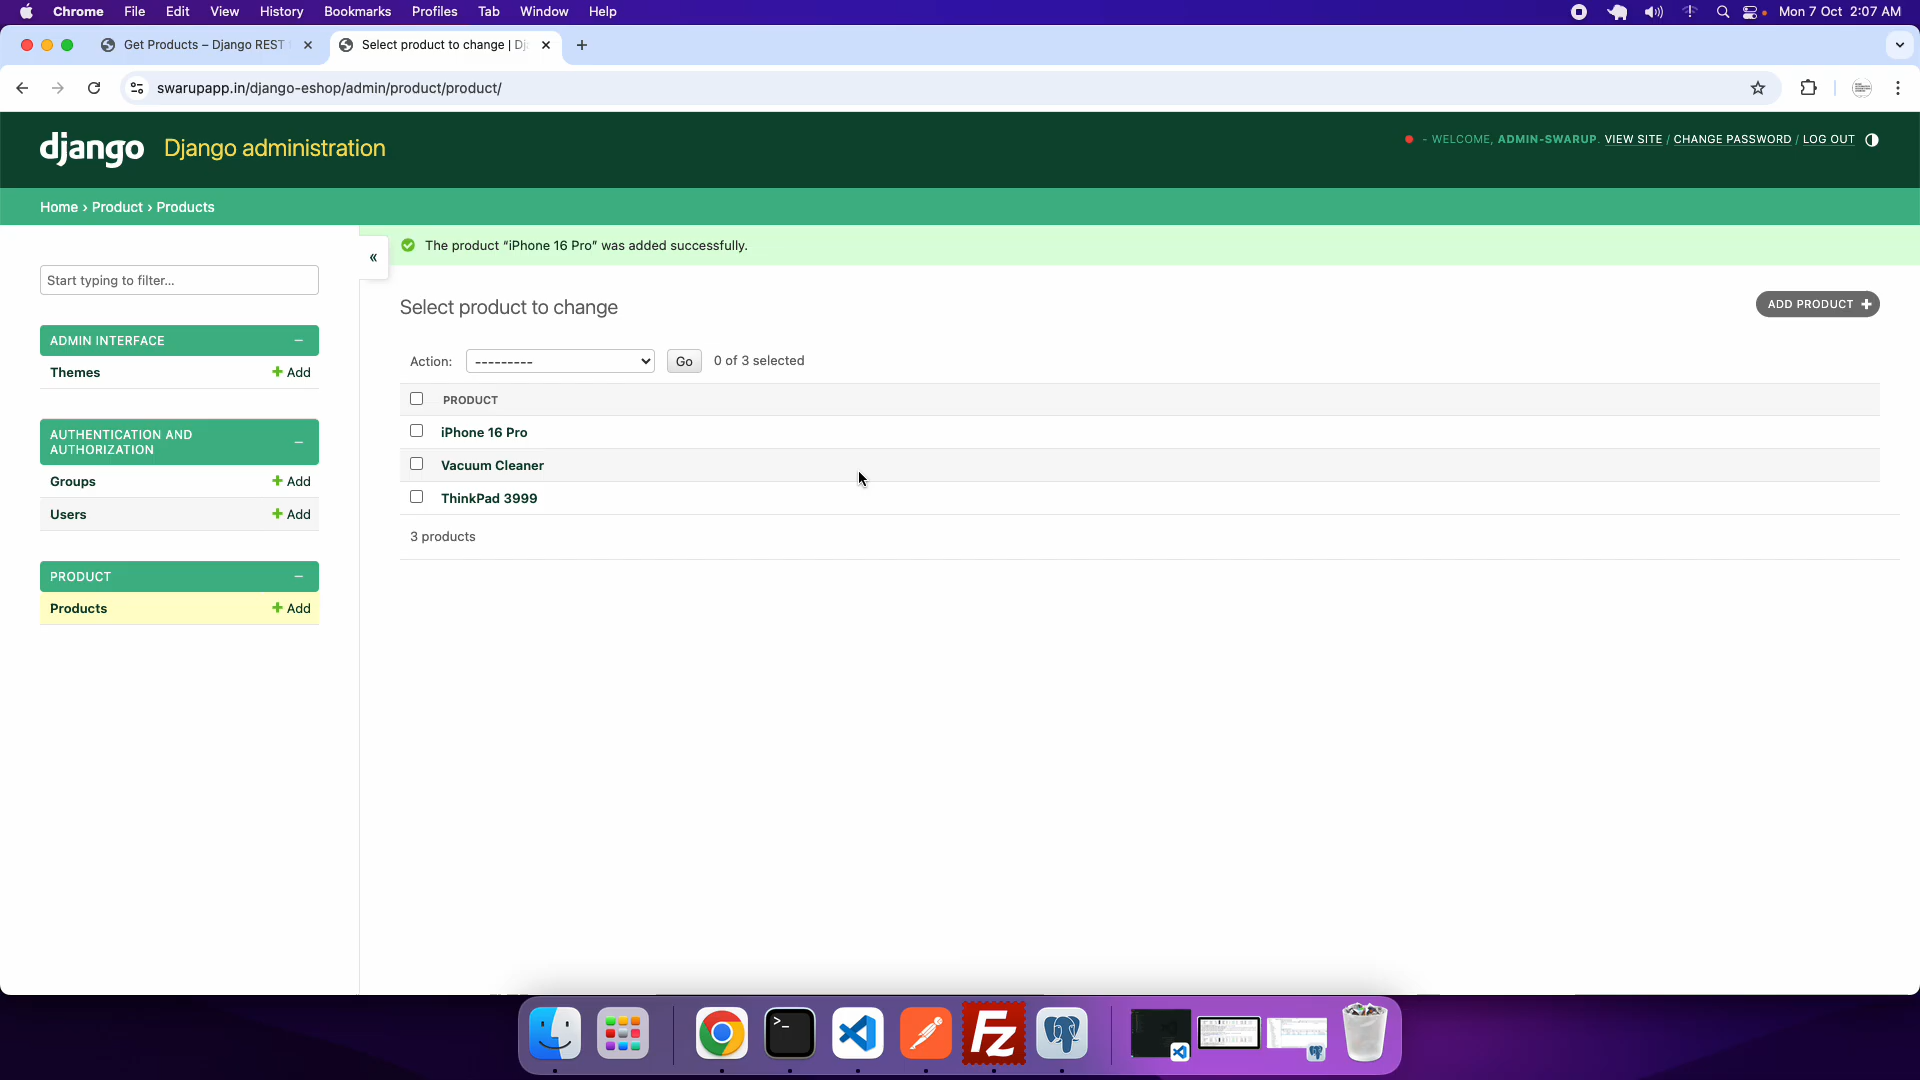 Chrome File Edit View History Bookmarks Profiles Tab Window Help Mon 7 Oct 2:07 AM
Get Products – Django REST
Select product to change | Dj
swarupapp.in/django-eshop/admin/product/product/
django Django administration
- WELCOME, ADMIN-SWARUP. VIEW SITE / CHANGE PASSWORD / LOG OUT
Home › Product › Products
«
The product “iPhone 16 Pro” was added successfully.
Start typing to filter...
ADMIN INTERFACE –
Themes + Add
AUTHENTICATION AND
AUTHORIZATION –
Groups + Add
Users + Add
PRODUCT –
Products + Add
Select product to change
ADD PRODUCT +
Action: --------- Go 0 of 3 selected
PRODUCT
iPhone 16 Pro
Vacuum Cleaner
ThinkPad 3999
3 products
>_
Fz